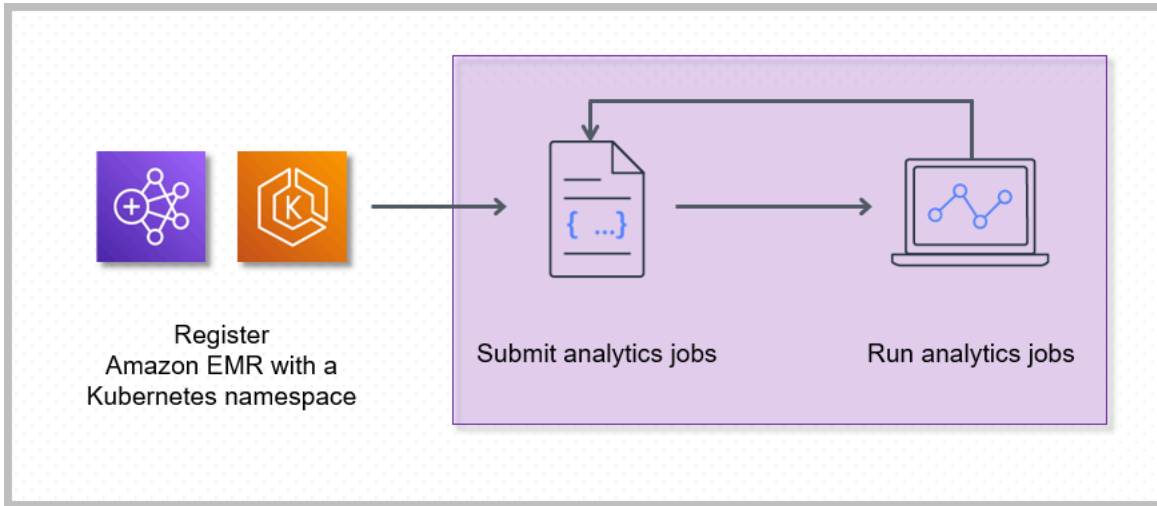 K
{ ...}
Register
Amazon EMR with a
Kubernetes namespace
Submit analytics jobs
Run analytics jobs